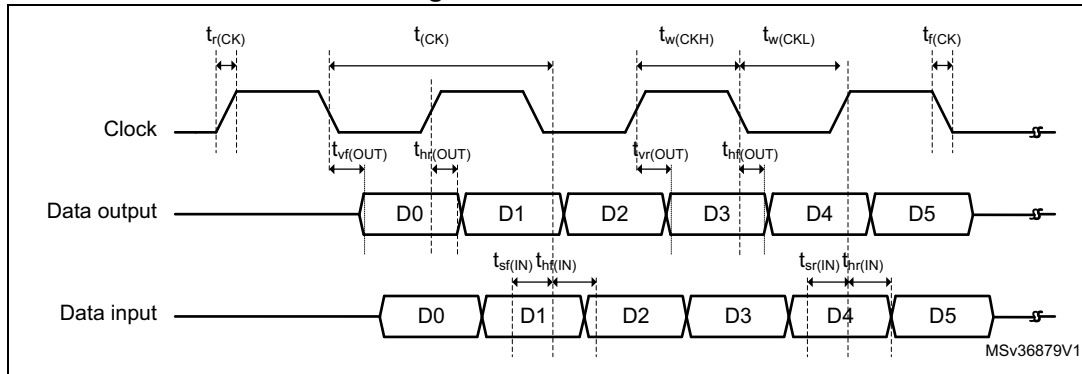 t_r(CK) t_(CK) t_w(CKH) t_w(CKL) t_f(CK)
Clock
t_vf(OUT) t_hr(OUT) t_vr(OUT) t_hf(OUT)
Data output D0 D1 D2 D3 D4 D5
t_sf(IN) t_hf(IN) t_sr(IN) t_hr(IN)
Data input D0 D1 D2 D3 D4 D5
MSv36879V1